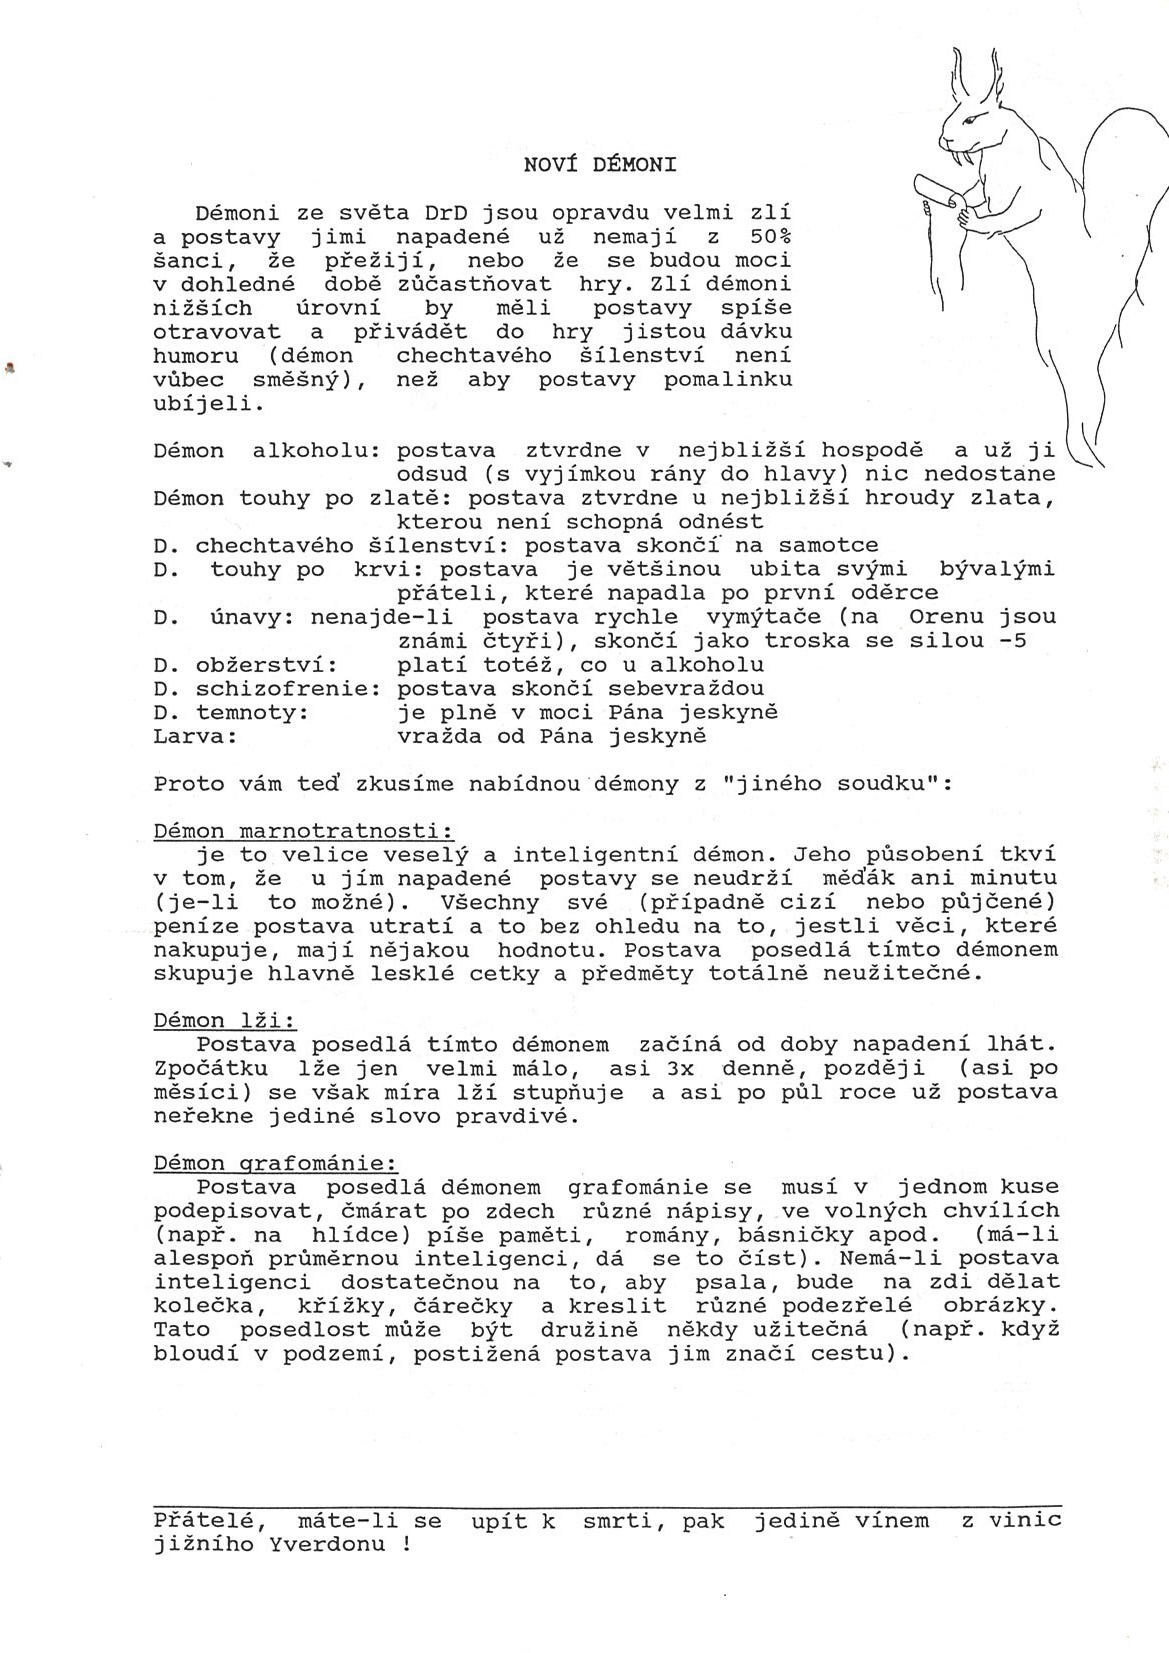 NOVÍ DÉMONI
Démoni ze světa DrD jsou opravdu velmi zlí
a postavy jimi napadené už nemají z 50%
šanci, že přežijí, nebo že se budou moci
v dohledné době zůčastňovat hry. Zlí démoni
nižších úrovní by měli postavy spíše
otravovat a přivádět do hry jistou dávku
humoru (démon chechtavého šílenství není
vůbec směšný), než aby postavy pomalinku
ubíjeli.
Démon alkoholu: postava ztvrdne v nejbližší hospodě a už ji
odsud (s vyjímkou rány do hlavy) nic nedostane
Démon touhy po zlatě: postava ztvrdne u nejbližší hroudy zlata,
kterou není schopná odnést
D. chechtavého šílenství: postava skončí na samotce
D. touhy po krvi: postava je většinou ubita svými bývalými
přáteli, které napadla po první oděrce
D. únavy: nenajde-li postava rychle vymýtače (na Orenu jsou
známi čtyři), skončí jako troska se silou -5
D. obžerství: platí totéž, co u alkoholu
D. schizofrenie: postava skončí sebevraždou
D. temnoty: je plně v moci Pána jeskyně
Larva: vražda od Pána jeskyně
Proto vám teď zkusíme nabídnou démony z "jiného soudku":
Démon marnotratnosti:
je to velice veselý a inteligentní démon. Jeho působení tkví
v tom, že u jím napadené postavy se neudrží měďák ani minutu
(je-li to možné). Všechny své (případně cizí nebo půjčené)
peníze postava utratí a to bez ohledu na to, jestli věci, které
nakupuje, mají nějakou hodnotu. Postava posedlá tímto démonem
skupuje hlavně lesklé cetky a předměty totálně neužitečné.
Démon lži:
Postava posedlá tímto démonem začíná od doby napadení lhát.
Zpočátku lže jen velmi málo, asi 3x denně, později (asi po
měsíci) se však míra lží stupňuje a asi po půl roce už postava
neřekne jediné slovo pravdivé.
Démon grafománie:
Postava posedlá démonem grafománie se musí v jednom kuse
podepisovat, čmárat po zdech různé nápisy, ve volných chvílích
(např. na hlídce) píše paměti, romány, básničky apod. (má-li
alespoň průměrnou inteligenci, dá se to číst). Nemá-li postava
inteligenci dostatečnou na to, aby psala, bude na zdi dělat
kolečka, křížky, čárečky a kreslit různé podezřelé obrázky.
Tato posedlost může být družině někdy užitečná (např. když
bloudí v podzemí, postižená postava jim značí cestu).
Přátelé, máte-li se upít k smrti, pak jedině vínem z vinic
jižního Yverdonu !